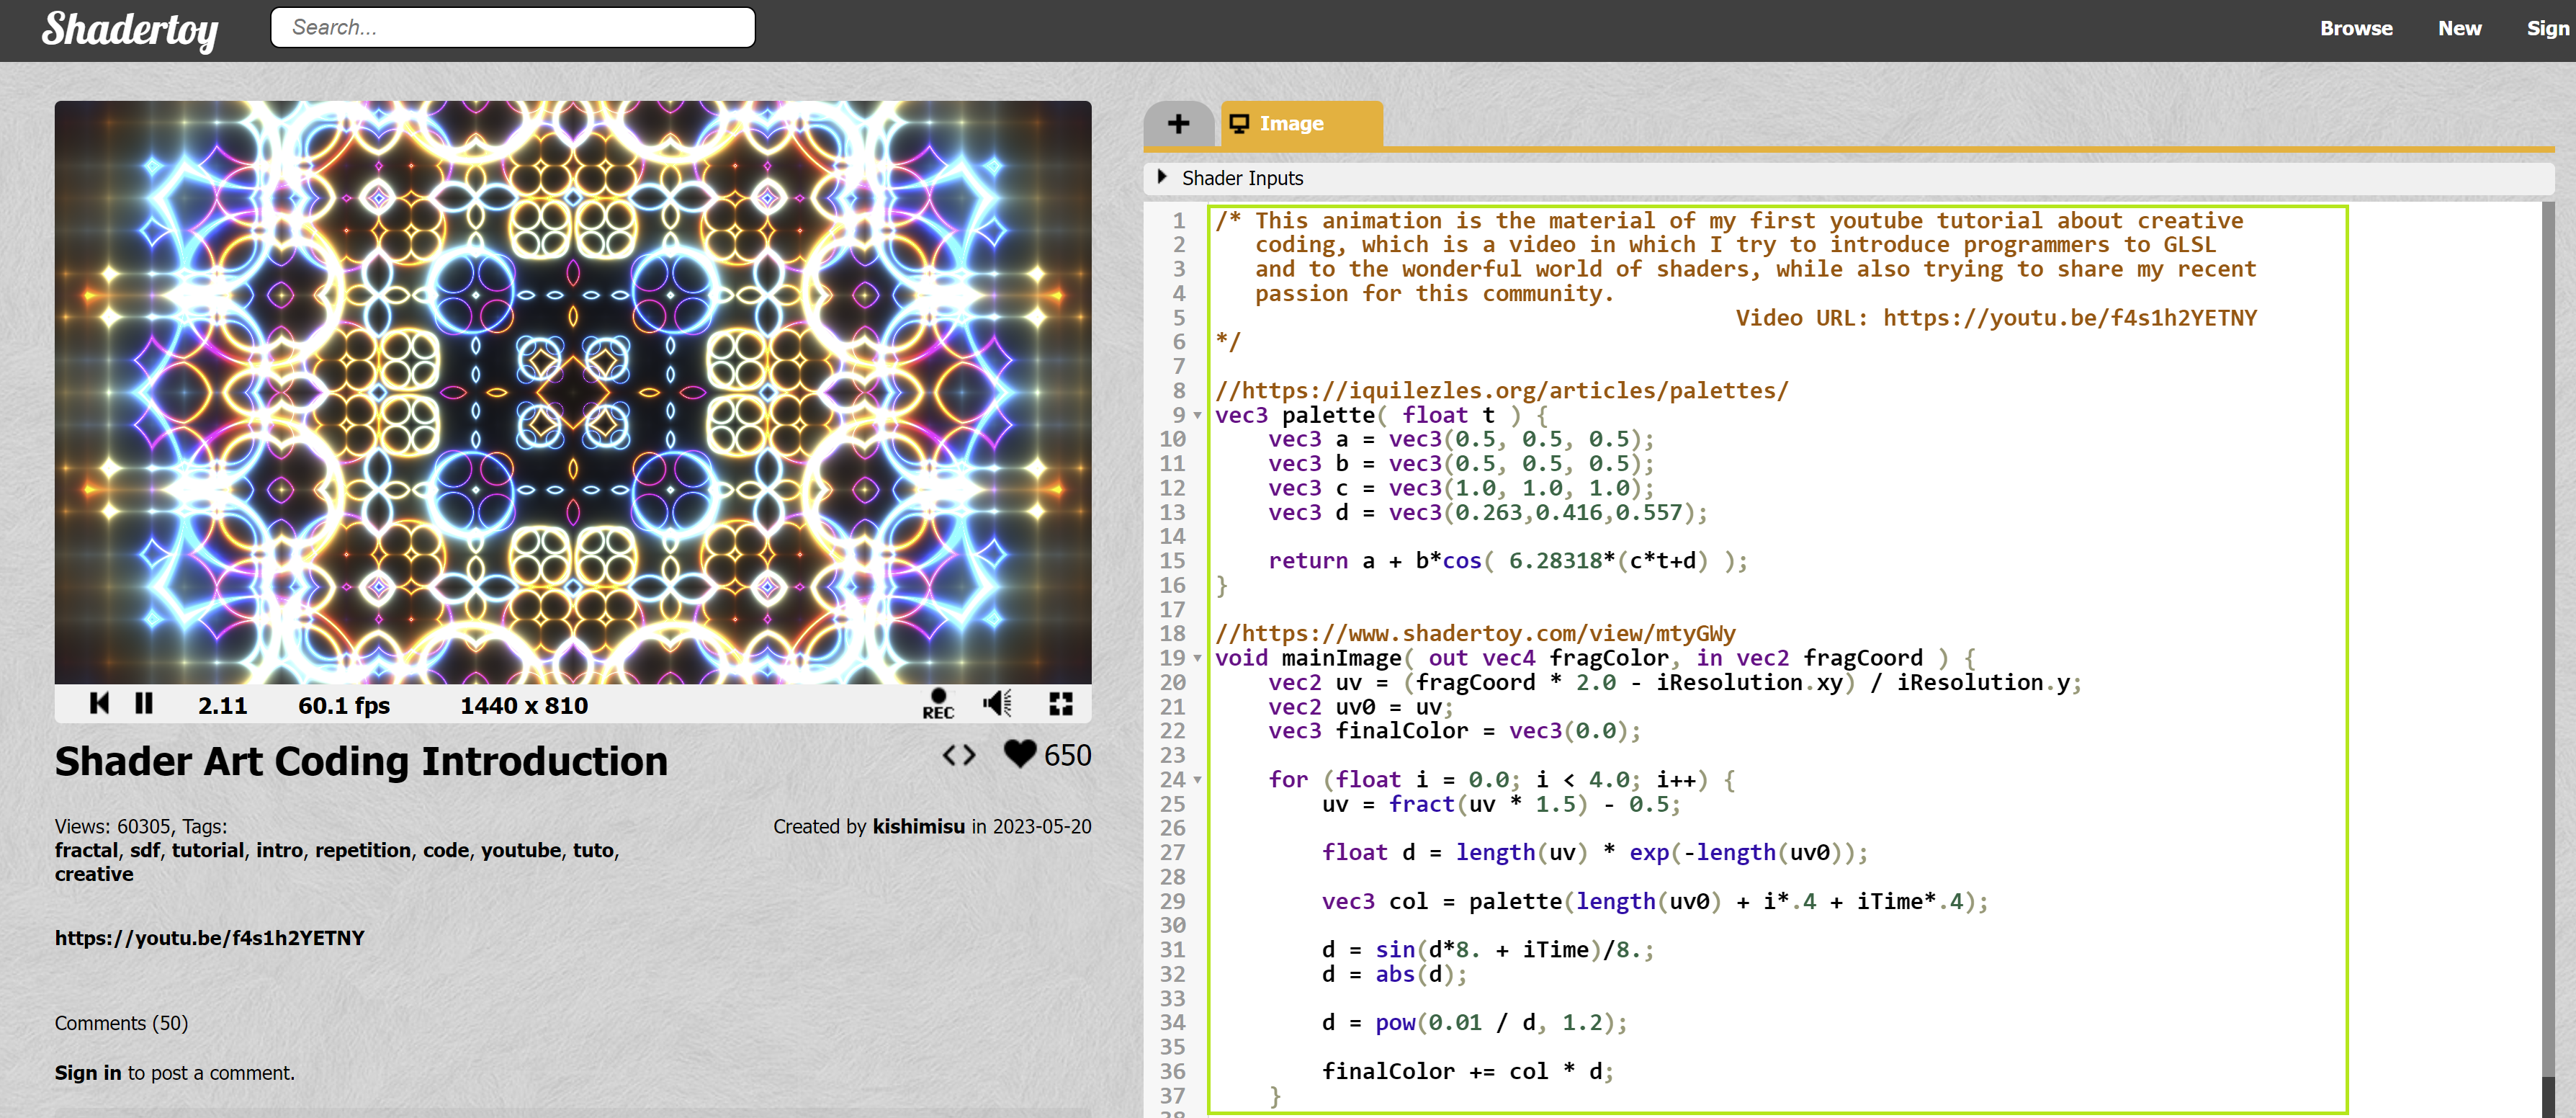 Shadertoy
Search...
Browse
New
Sign
2.11
60.1 fps
1440 x 810
REC
Shader Art Coding Introduction
650
Views: 60305, Tags:
fractal, sdf, tutorial, intro, repetition, code, youtube, tuto,
creative
Created by kishimisu in 2023-05-20
https://youtu.be/f4s1h2YETNY
Comments (50)
Sign in to post a comment.
+
Image
Shader Inputs
1 /* This animation is the material of my first youtube tutorial about creative
2 coding, which is a video in which I try to introduce programmers to GLSL
3 and to the wonderful world of shaders, while also trying to share my recent
4 passion for this community.
5 Video URL: https://youtu.be/f4s1h2YETNY
6 */
7
8 //https://iquilezles.org/articles/palettes/
9 vec3 palette( float t ) {
10 vec3 a = vec3(0.5, 0.5, 0.5);
11 vec3 b = vec3(0.5, 0.5, 0.5);
12 vec3 c = vec3(1.0, 1.0, 1.0);
13 vec3 d = vec3(0.263,0.416,0.557);
14
15 return a + b*cos( 6.28318*(c*t+d) );
16 }
17
18 //https://www.shadertoy.com/view/mtyGWy
19 void mainImage( out vec4 fragColor, in vec2 fragCoord ) {
20 vec2 uv = (fragCoord * 2.0 - iResolution.xy) / iResolution.y;
21 vec2 uv0 = uv;
22 vec3 finalColor = vec3(0.0);
23
24 for (float i = 0.0; i < 4.0; i++) {
25 uv = fract(uv * 1.5) - 0.5;
26
27 float d = length(uv) * exp(-length(uv0));
28
29 vec3 col = palette(length(uv0) + i*.4 + iTime*.4);
30
31 d = sin(d*8. + iTime)/8.;
32 d = abs(d);
33
34 d = pow(0.01 / d, 1.2);
35
36 finalColor += col * d;
37 }